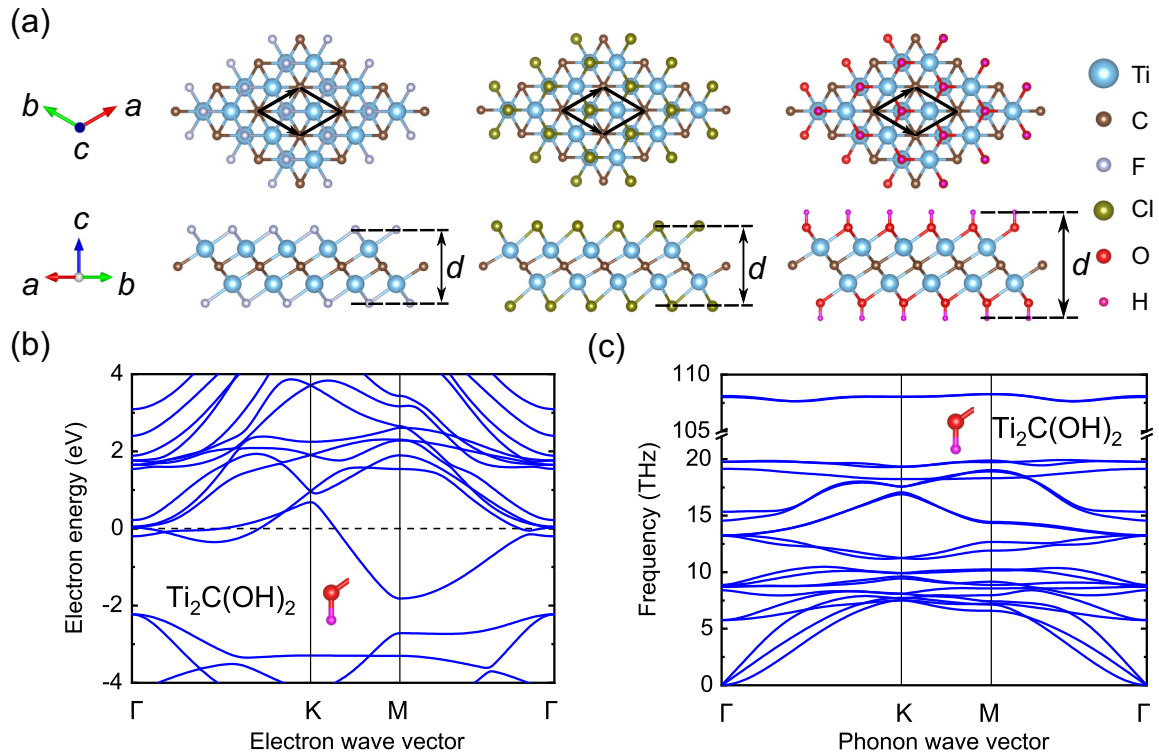 (a)
b
a
c
c
a
b
d
d
d
Ti
C
F
Cl
O
H
(b)
4
2
0
-2
-4
Electron energy (eV)
Ti₂C(OH)₂
Γ
K
M
Γ
Electron wave vector
(c)
110
105
20
15
10
5
0
Frequency (THz)
Ti₂C(OH)₂
Γ
K
M
Γ
Phonon wave vector